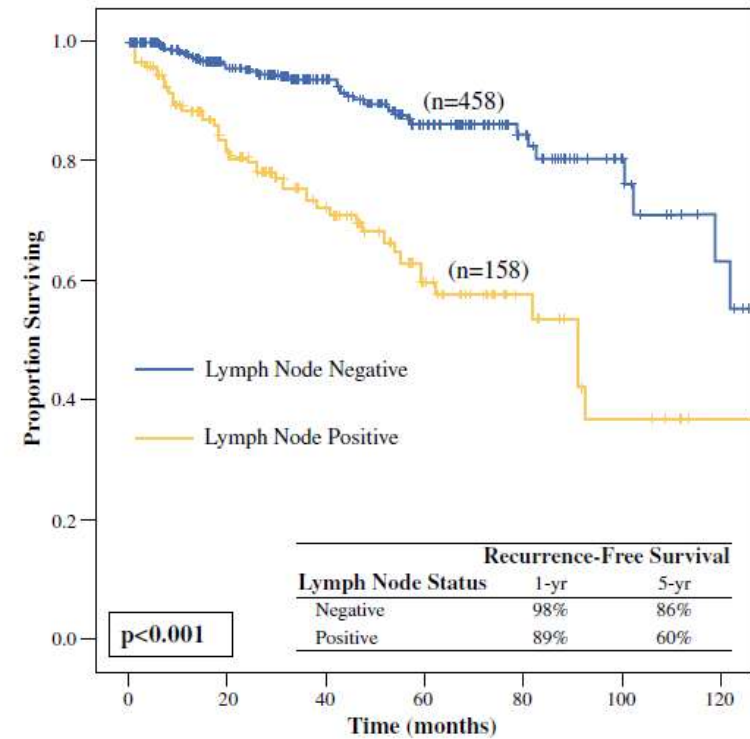 1.0
(n=458)
0.8
(n=158)
0.6
Lymph Node Negative
0.4
Lymph Node Positive
0.2
0.0
Proportion Surviving
Recurrence-Free Survival
Lymph Node Status 1-yr 5-yr
Negative 98% 86%
Positive 89% 60%
p<0.001
0 20 40 60 80 100 120
Time (months)